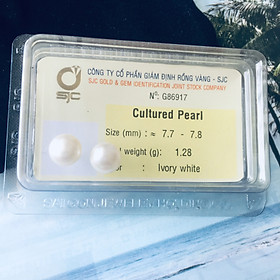 CÔNG TY CỔ PHẦN GIÁM ĐỊNH RỒNG VÀNG - SJC
SJC GOLD & GEM IDENTIFICATION JOINT STOCK COMPANY
SJC
Nº: G86917
Cultured Pearl
Size (mm) : ≈ 7.7 - 7.8
weight (g) : 1.28
: Ivory white